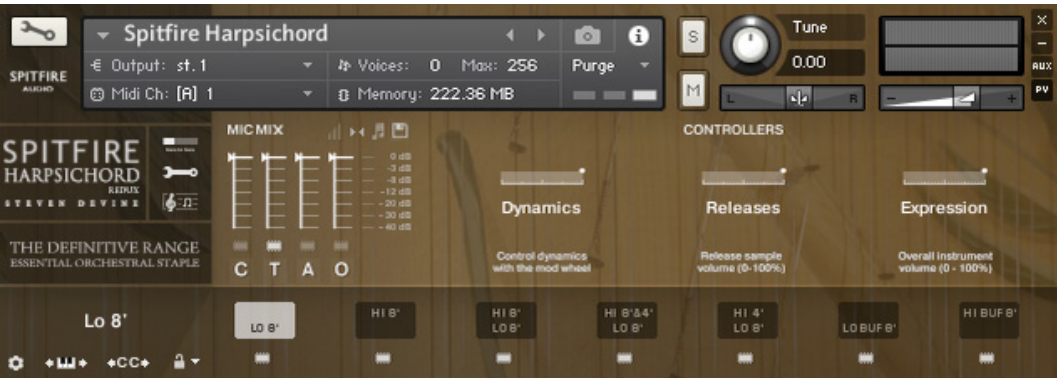 Spitfire Harpsichord
S
Tune
X
SPITFIRE
AUDIO
Output: st.1
Voices: 0 Max: 256
Purge
0.00
AUX
Midi Ch: [A] 1
Memory: 222.36 MB
M
L
R
PV
MIC MIX
CONTROLLERS
SPITFIRE
HARPSICHORD
REDUX
STEVEN DEVINE
0 dB
-3 dB
-12 dB
-20 dB
-30 dB
-40 dB
Dynamics
Releases
Expression
THE DEFINITIVE RANGE
ESSENTIAL ORCHESTRAL STAPLE
C T A O
Control dynamics
with the mod wheel
Release sample
volume (0-100%)
Overall instrument
volume (0 - 100%)
Lo 8'
LO 8'
HI 8'
HI 8'
LO 8'
HI 8'&4'
LO 8'
HI 4'
LO 8'
LO BUF 8'
HI BUF 8'
CC